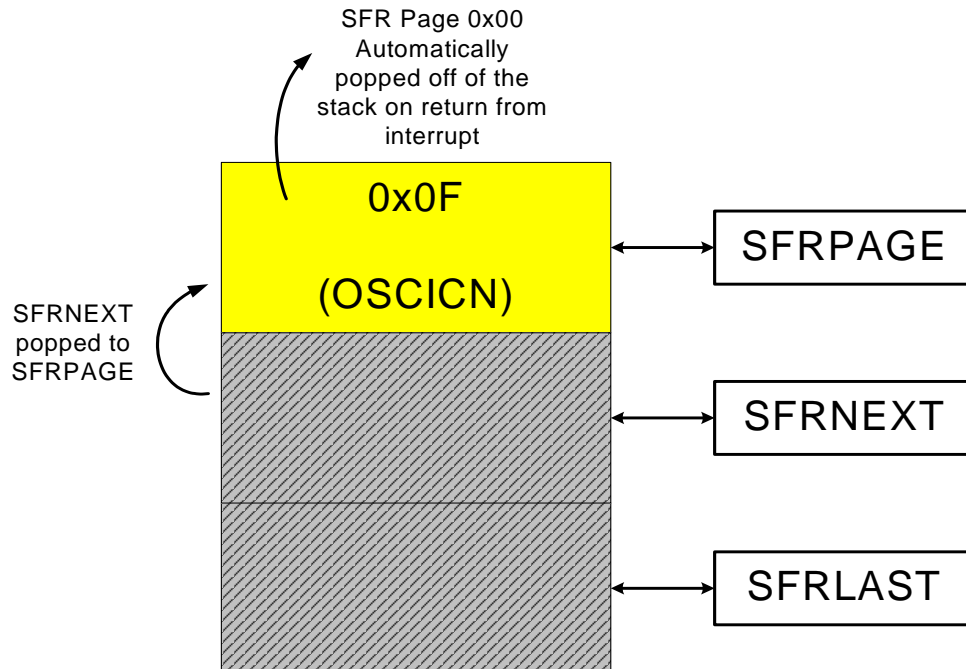 SFR Page 0x00
Automatically
popped off of the
stack on return from
interrupt
0x0F
(OSCICN)
SFRPAGE
SFRNEXT
popped to
SFRPAGE
SFRNEXT
SFRLAST